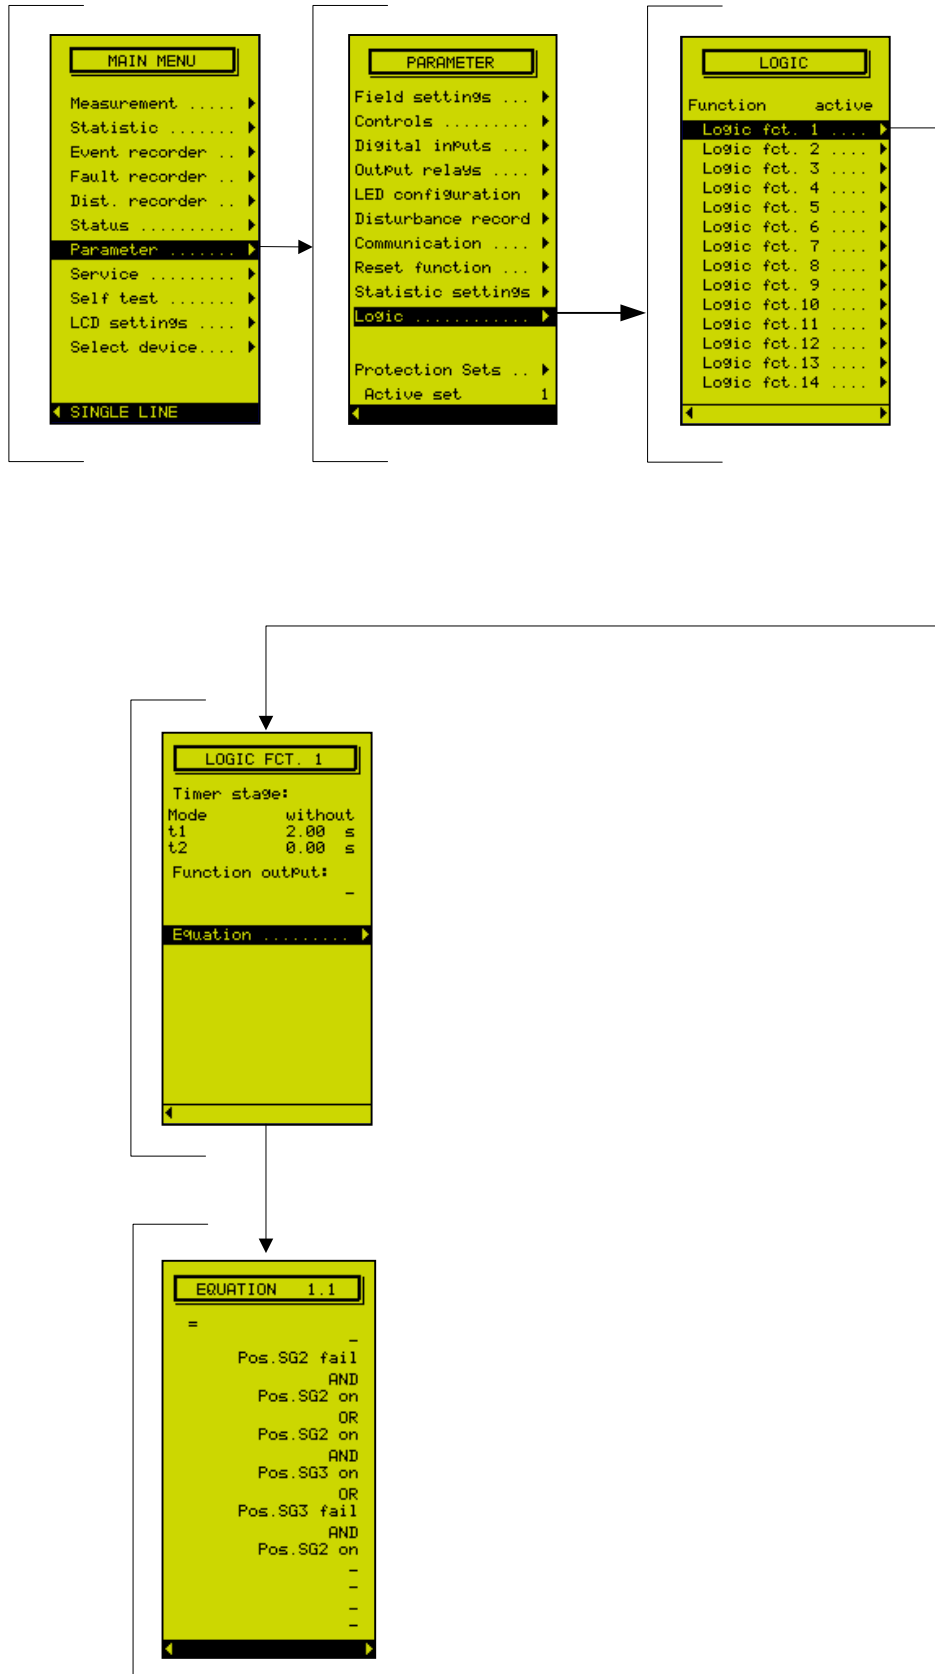 MAIN MENU
Measurement .....
Statistic .......
Event recorder ..
Fault recorder ..
Dist. recorder ..
Status ..........
Parameter .......
Service .........
Self test .......
LCD settings ....
Select device....
SINGLE LINE
PARAMETER
Field settings ...
Controls .........
Digital inputs ...
Output relays ....
LED configuration
Disturbance record
Communication ....
Reset function ...
Statistic settings
Logic ............
Protection Sets ..
Active set 1
LOGIC
Function active
Logic fct. 1 ....
Logic fct. 2 ....
Logic fct. 3 ....
Logic fct. 4 ....
Logic fct. 5 ....
Logic fct. 6 ....
Logic fct. 7 ....
Logic fct. 8 ....
Logic fct. 9 ....
Logic fct.10 ....
Logic fct.11 ....
Logic fct.12 ....
Logic fct.13 ....
Logic fct.14 ....
LOGIC FCT. 1
Timer stage:
Mode without
t1 2.00 s
t2 0.00 s
Function output:
-
Equation .........
EQUATION 1.1
=
-
Pos.SG2 fail
AND
Pos.SG2 on
OR
Pos.SG2 on
AND
Pos.SG3 on
OR
Pos.SG3 fail
AND
Pos.SG2 on
-
-
-
-